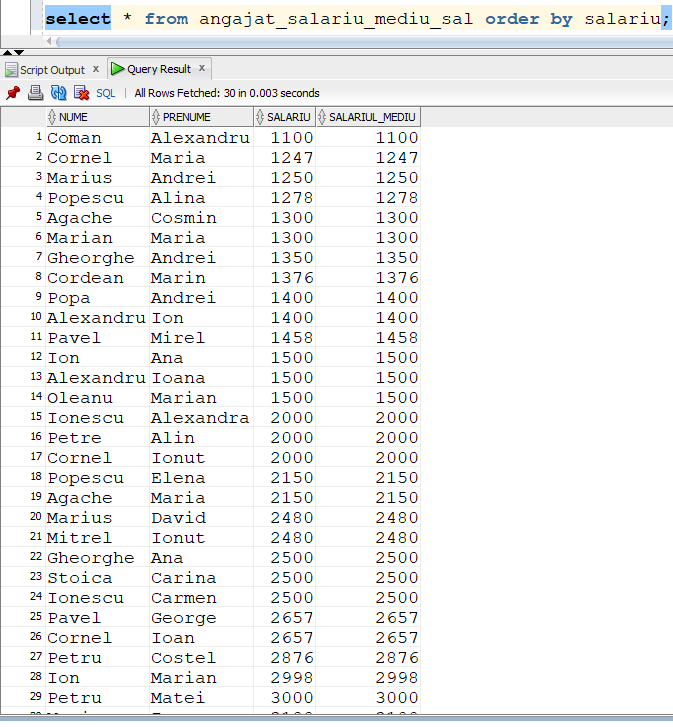 select * from angajat_salariu_mediu_sal order by salariu;
Script Output x Query Result x
SQL | All Rows Fetched: 30 in 0.003 seconds
NUME PRENUME SALARIU SALARIUL_MEDIU
1 Coman Alexandru 1100 1100
2 Cornel Maria 1247 1247
3 Marius Andrei 1250 1250
4 Popescu Alina 1278 1278
5 Agache Cosmin 1300 1300
6 Marian Maria 1300 1300
7 Gheorghe Andrei 1350 1350
8 Cordean Marin 1376 1376
9 Popa Andrei 1400 1400
10 Alexandru Ion 1400 1400
11 Pavel Mirel 1458 1458
12 Ion Ana 1500 1500
13 Alexandru Ioana 1500 1500
14 Oleanu Marian 1500 1500
15 Ionescu Alexandra 2000 2000
16 Petre Alin 2000 2000
17 Cornel Ionut 2000 2000
18 Popescu Elena 2150 2150
19 Agache Maria 2150 2150
20 Marius David 2480 2480
21 Mitrel Ionut 2480 2480
22 Gheorghe Ana 2500 2500
23 Stoica Carina 2500 2500
24 Ionescu Carmen 2500 2500
25 Pavel George 2657 2657
26 Cornel Ioan 2657 2657
27 Petru Costel 2876 2876
28 Ion Marian 2998 2998
29 Petru Matei 3000 3000